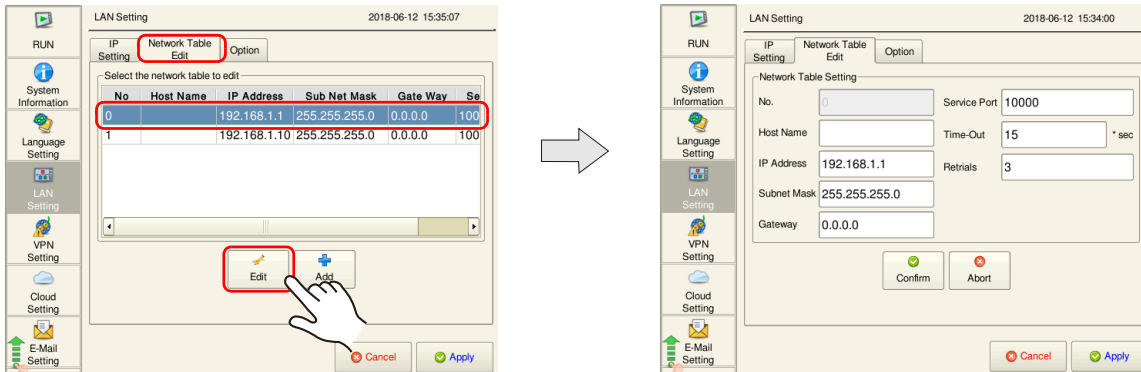 LAN Setting 2018-06-12 15:35:07
RUN
System
Information
Language
Setting
LAN
Setting
VPN
Setting
Cloud
Setting
E-Mail
Setting
IP
Setting
Network Table
Edit
Option
Select the network table to edit
No Host Name IP Address Sub Net Mask Gate Way Se
0 192.168.1.1 255.255.255.0 0.0.0.0 100
1 192.168.1.10 255.255.255.0 0.0.0.0 100
Edit Add
Cancel Apply
LAN Setting 2018-06-12 15:34:00
RUN
System
Information
Language
Setting
LAN
Setting
VPN
Setting
Cloud
Setting
E-Mail
Setting
IP
Setting
Network Table
Edit
Option
Network Table Setting
No. 0 Service Port 10000
Host Name Time-Out 15 * sec
IP Address 192.168.1.1 Retrials 3
Subnet Mask 255.255.255.0
Gateway 0.0.0.0
Confirm Abort
Cancel Apply